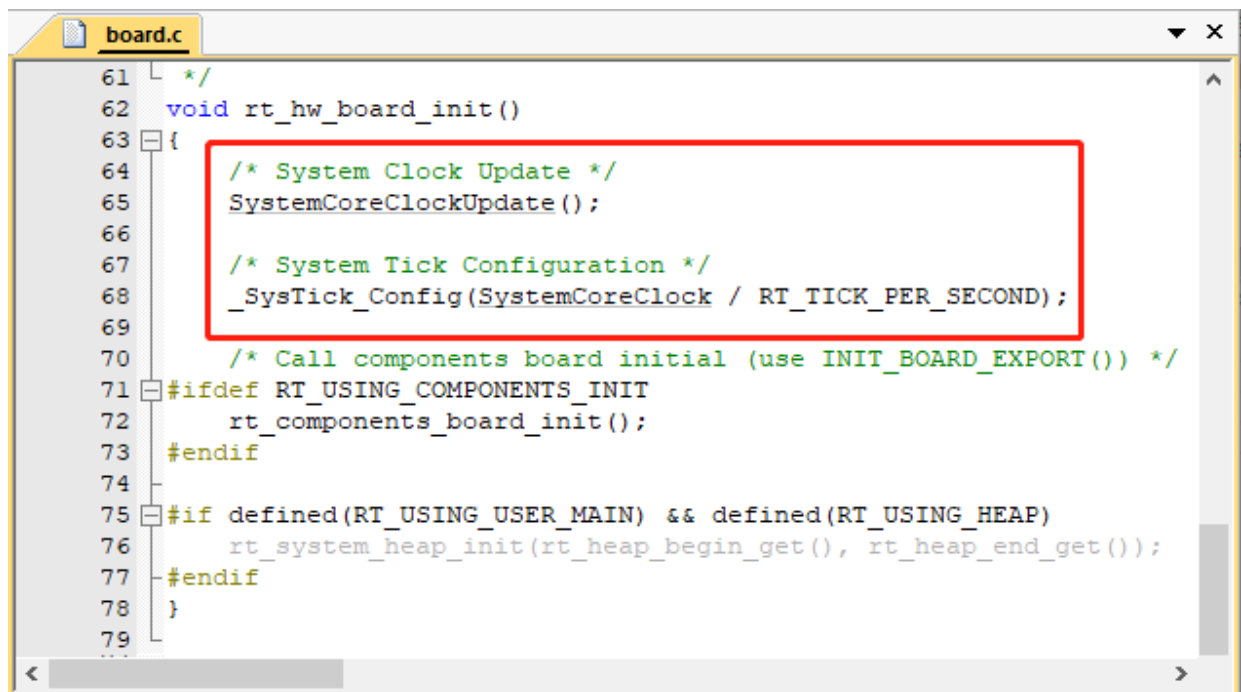 board.c
61 */
62 void rt_hw_board_init()
63 {
64 /* System Clock Update */
65 SystemCoreClockUpdate();
66
67 /* System Tick Configuration */
68 _SysTick_Config(SystemCoreClock / RT_TICK_PER_SECOND);
69
70 /* Call components board initial (use INIT_BOARD_EXPORT()) */
71 #ifdef RT_USING_COMPONENTS_INIT
72 rt_components_board_init();
73 #endif
74
75 #if defined(RT_USING_USER_MAIN) && defined(RT_USING_HEAP)
76 rt_system_heap_init(rt_heap_begin_get(), rt_heap_end_get());
77 #endif
78 }
79